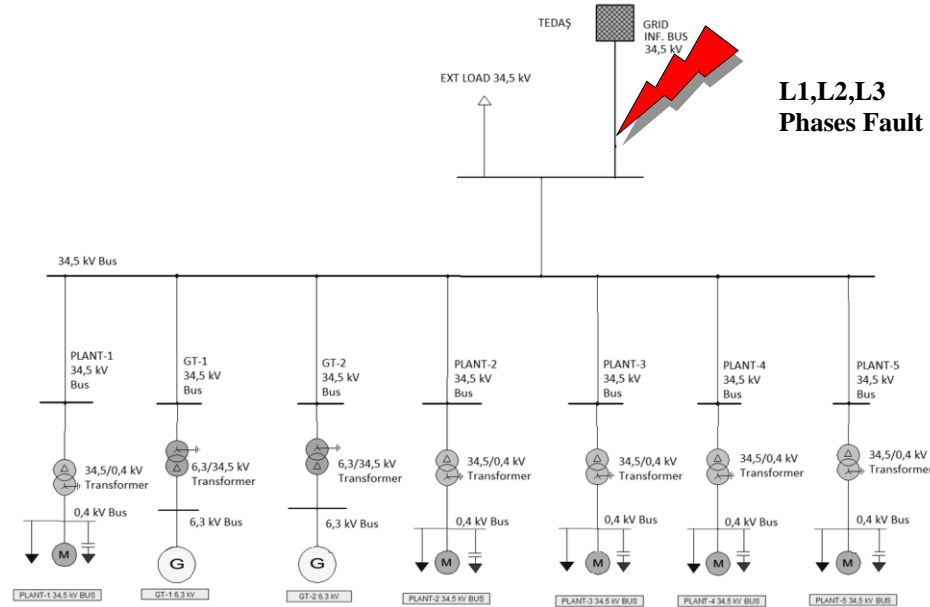 TEDAŞ
GRID
INF. BUS
34,5 kV
EXT LOAD 34,5 kV
L1,L2,L3
Phases Fault
34,5 kV Bus
PLANT-1
34,5 kV
Bus
GT-1
34,5 kV
Bus
GT-2
34,5 kV
Bus
PLANT-2
34,5 kV
Bus
PLANT-3
34,5 kV
Bus
PLANT-4
34,5 kV
Bus
PLANT-5
34,5 kV
Bus
34,5/0,4 kV
Transformer
6,3/34,5 kV
Transformer
6,3/34,5 kV
Transformer
34,5/0,4 kV
Transformer
34,5/0,4 kV
Transformer
34,5/0,4 kV
Transformer
34,5/0,4 kV
Transformer
0,4 kV Bus
6,3 kV Bus
6,3 kV Bus
0,4 kV Bus
0,4 kV Bus
0,4 kV Bus
0,4 kV Bus
M
G
G
M
M
M
M
PLANT-1 34,5 kV BUS
GT-1 6,3 kV
GT-2 6,3 kV
PLANT-2 34,5 kV BUS
PLANT-3 34,5 kV BUS
PLANT-4 34,5 kV BUS
PLANT-5 34,5 kV BUS